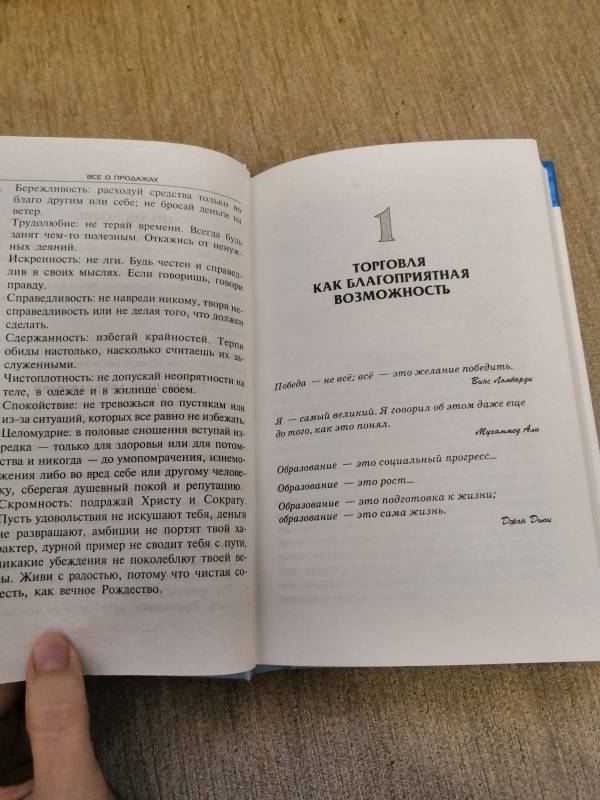 ВСЕ О ПРОДАЖАХ
Бережливость: расходуй средства только во
благо другим или себе; не бросай деньги на
ветер.
Трудолюбие: не теряй времени. Всегда будь
занят чем-то полезным. Откажись от ненуж-
ных деяний.
Искренность: не лги. Будь честен и справед-
лив в своих мыслях. Если говоришь, говори
правду.
Справедливость: не навреди никому, творя не-
справедливость или не делая того, что должен
сделать.
Сдержанность: избегай крайностей. Терпи
обиды настолько, насколько считаешь их за-
служенными.
Чистоплотность: не допускай неопрятности на
теле, в одежде и в жилище своем.
Спокойствие: не тревожься по пустякам или
из-за ситуаций, которых все равно не избежать.
Целомудрие: в половые сношения вступай из-
редка — только для здоровья или для потом-
ства и никогда — до умопомрачения, изнемо-
жения либо во вред себе или другому челове-
ку, сберегая душевный покой и репутацию.
Скромность: подражай Христу и Сократу.
Пусть удовольствия не искушают тебя, деньги
не развращают, амбиции не портят твой ха-
рактер, дурной пример не сводит тебя с пути,
никакие убеждения не поколеблют твоей ве-
ры. Живи с радостью, потому что чистая со-
весть, как вечное Рождество.
1
ТОРГОВЛЯ
КАК БЛАГОПРИЯТНАЯ
ВОЗМОЖНОСТЬ
Победа — не всё; всё — это желание победить.
Винс Ломбарди
Я — самый великий. Я говорил об этом даже еще
до того, как это понял.
Мухаммед Али
Образование — это социальный прогресс...
Образование — это рост...
Образование — это подготовка к жизни;
образование — это сама жизнь.
Джон Дьюи